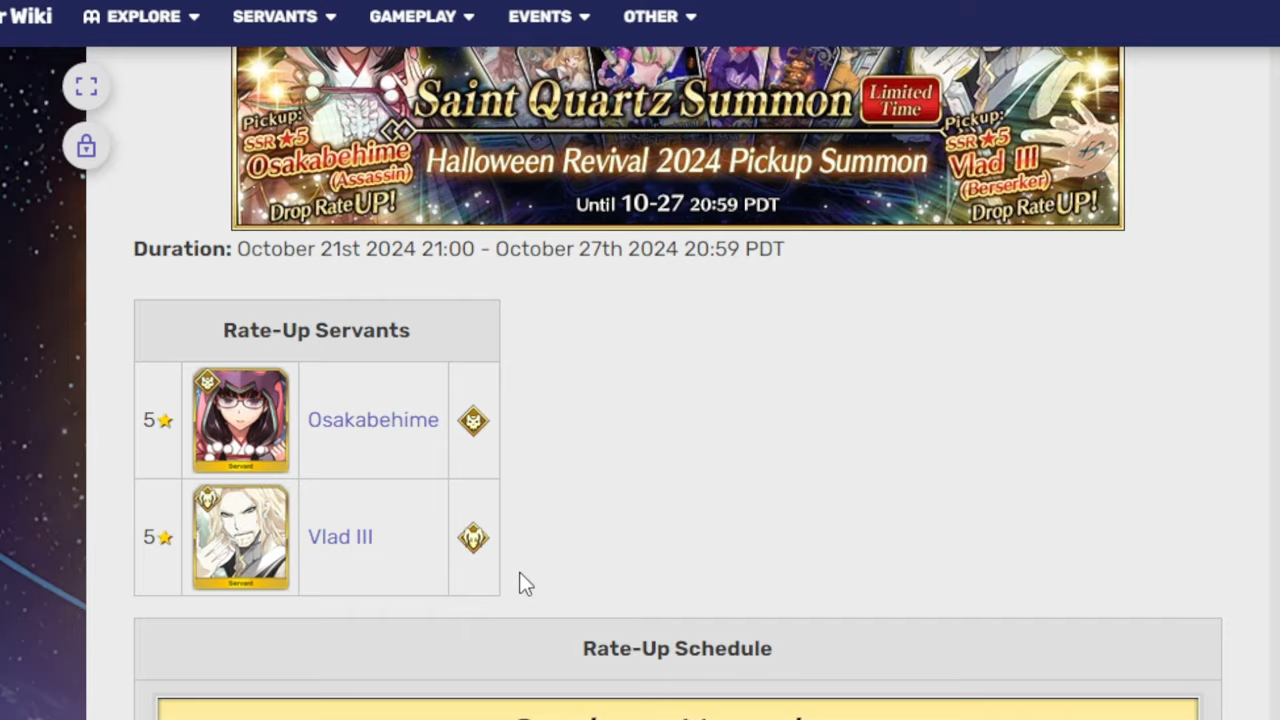 r Wiki
EXPLORE
SERVANTS
GAMEPLAY
EVENTS
OTHER
Saint Quartz Summon
Limited
Time
Pickup:
SSR ★5
Osakabehime
(Assassin)
Drop Rate UP!
Halloween Revival 2024 Pickup Summon
Until 10-27 20:59 PDT
Pickup:
SSR ★5
Vlad III
(Berserker)
Drop Rate UP!
Duration: October 21st 2024 21:00 - October 27th 2024 20:59 PDT
Rate-Up Servants
5
Servant
Osakabehime
5
Servant
Vlad III
Rate-Up Schedule